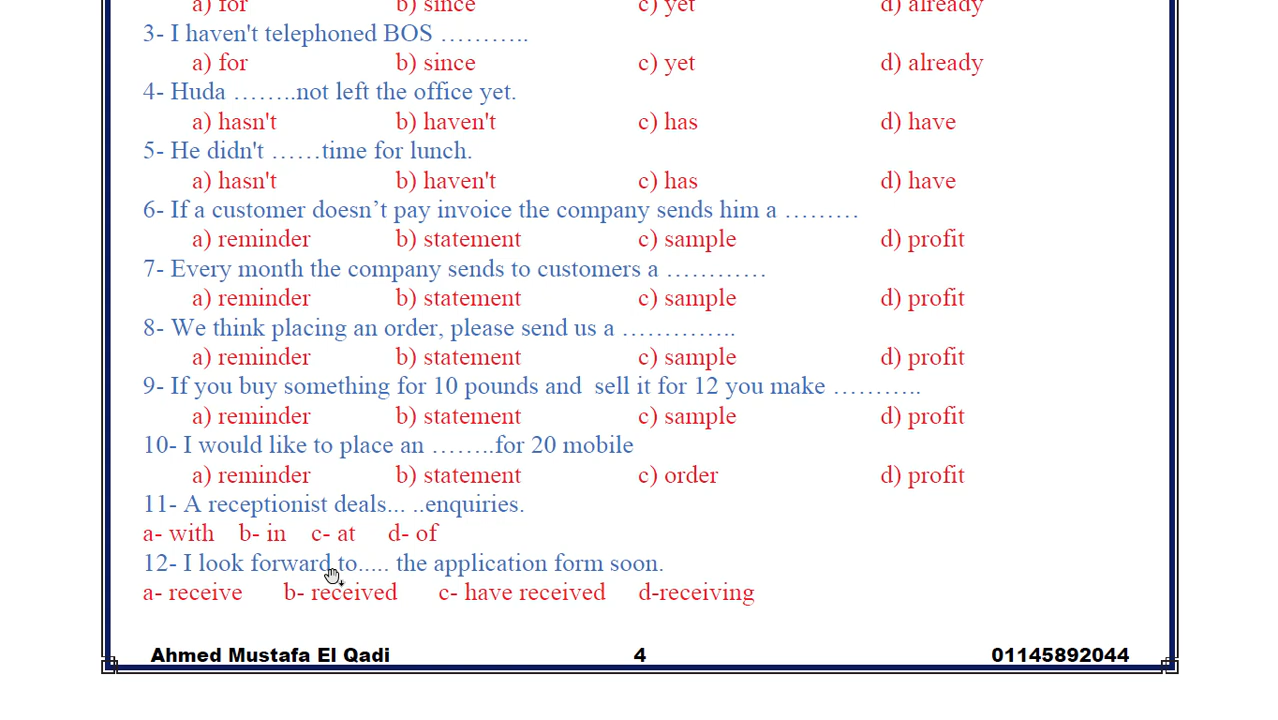 a) for b) since c) yet d) already
3- I haven't telephoned BOS ………..
a) for b) since c) yet d) already
4- Huda ……..not left the office yet.
a) hasn't b) haven't c) has d) have
5- He didn't ……time for lunch.
a) hasn't b) haven't c) has d) have
6- If a customer doesn’t pay invoice the company sends him a ………
a) reminder b) statement c) sample d) profit
7- Every month the company sends to customers a …………
a) reminder b) statement c) sample d) profit
8- We think placing an order, please send us a …………..
a) reminder b) statement c) sample d) profit
9- If you buy something for 10 pounds and  sell it for 12 you make ………..
a) reminder b) statement c) sample d) profit
10- I would like to place an ……..for 20 mobile
a) reminder b) statement c) order d) profit
11- A receptionist deals... ..enquiries.
a- with b- in c- at d- of
12- I look forward to..... the application form soon.
a- receive b- received c- have received d-receiving
Ahmed Mustafa El Qadi 4 01145892044